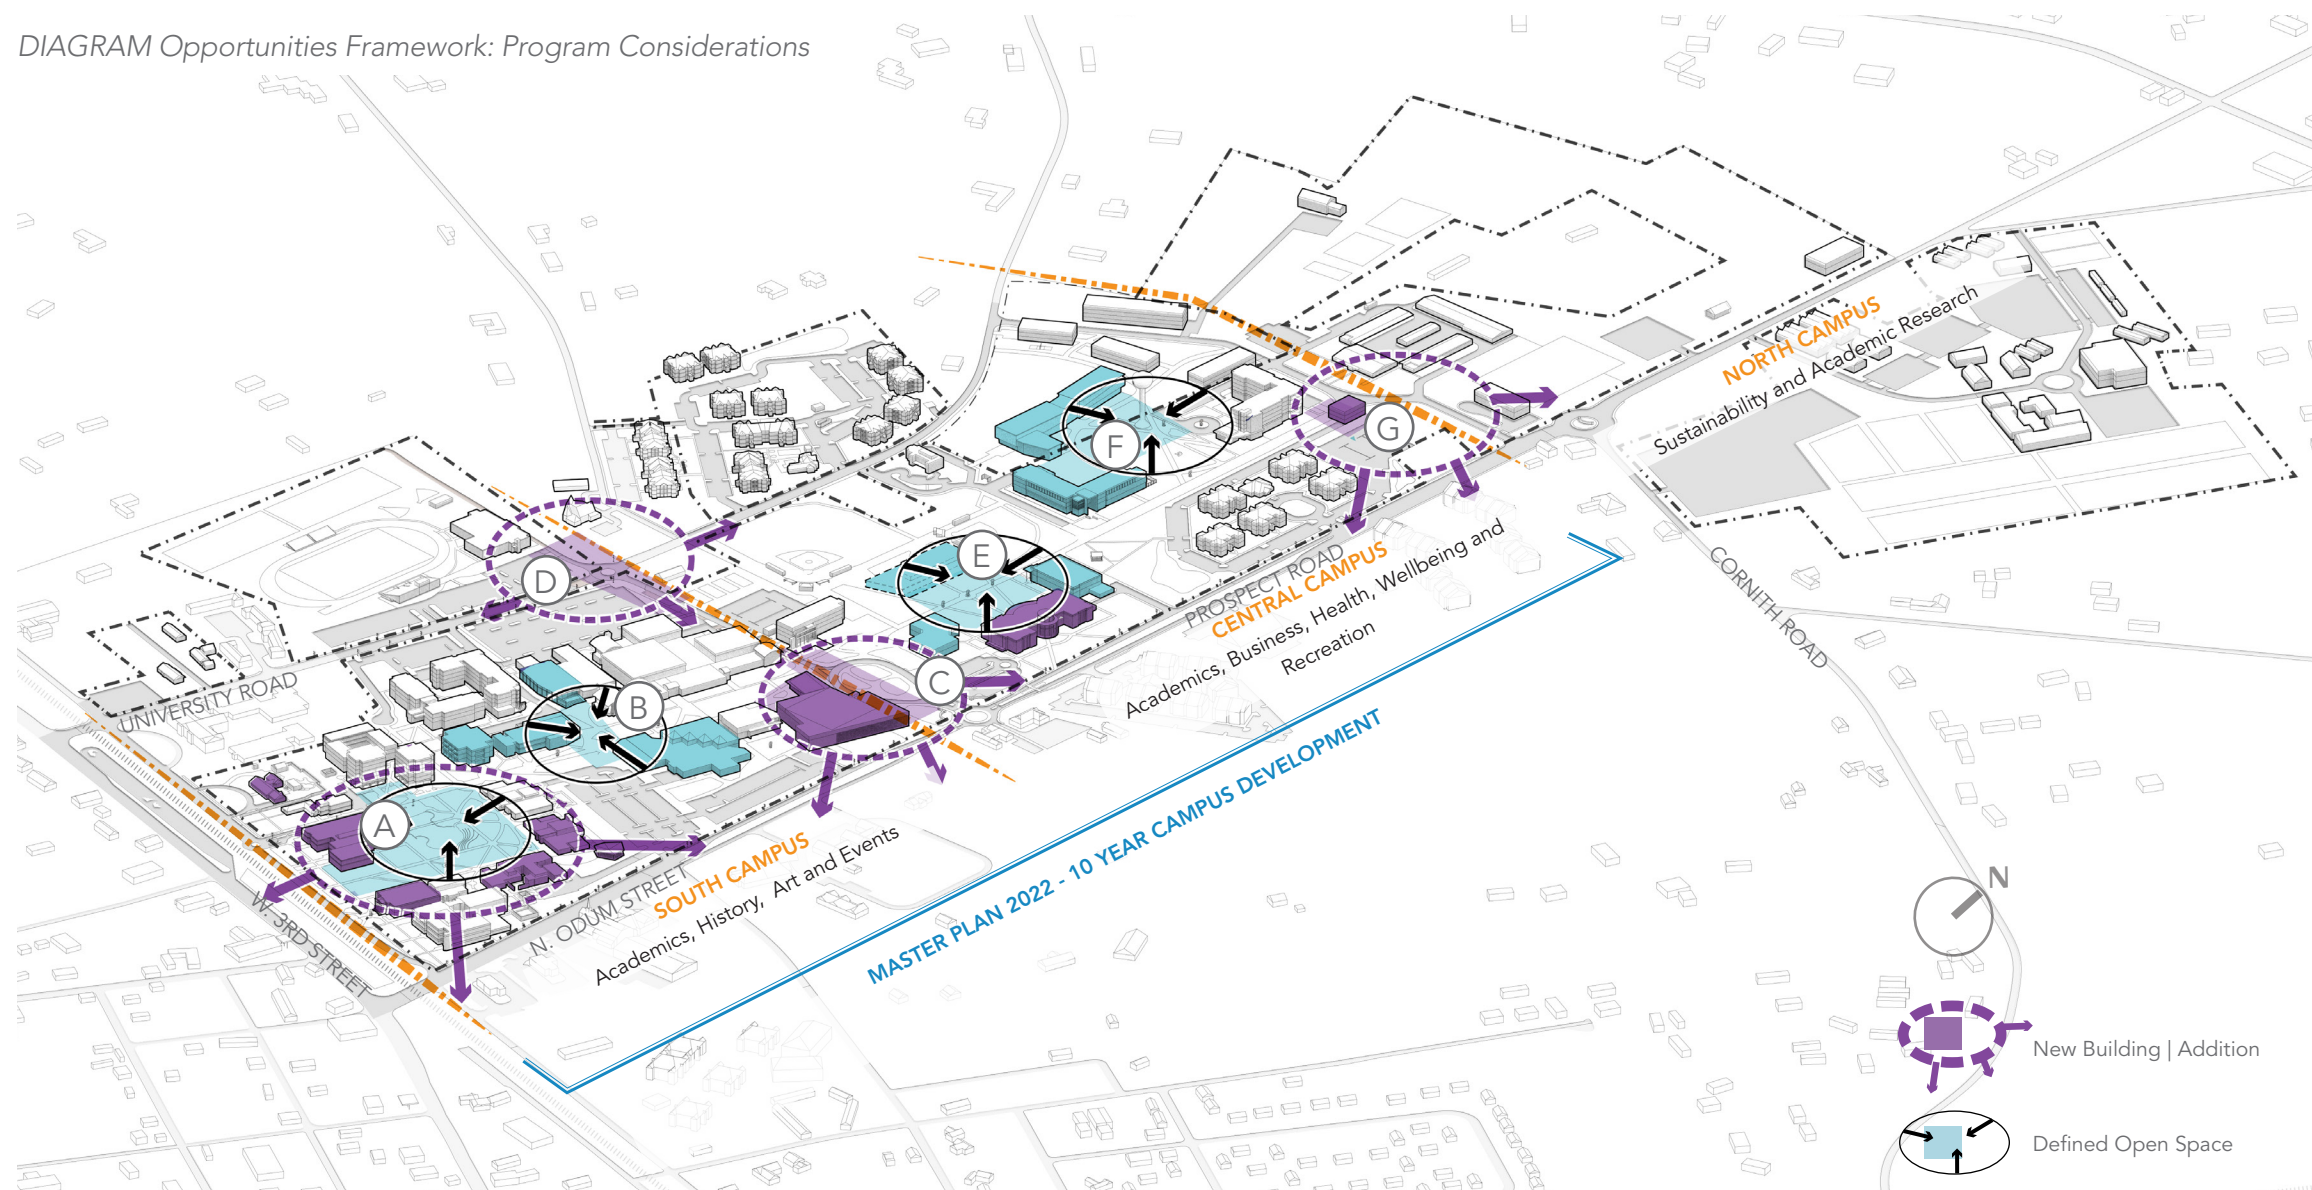 DIAGRAM Opportunities Framework: Program Considerations
NORTH CAMPUS
Sustainability and Academic Research
F
G
E
D
PROSPECT ROAD
CENTRAL CAMPUS
Academics, Business, Health, Wellbeing and
Recreation
CORNITH ROAD
C
B
UNIVERSITY ROAD
A
MASTER PLAN 2022 - 10 YEAR CAMPUS DEVELOPMENT
N. ODUM STREET
SOUTH CAMPUS
Academics, History, Art and Events
W. 3RD STREET
N
New Building | Addition
Defined Open Space